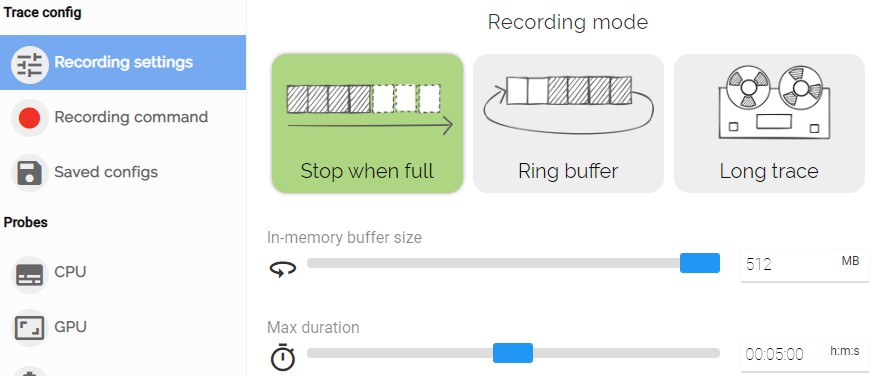 Trace config
Recording settings
Recording command
Saved configs
Probes
CPU
GPU
Recording mode
Stop when full
Ring buffer
Long trace
In-memory buffer size
512 MB
Max duration
00:05:00 h:m:s